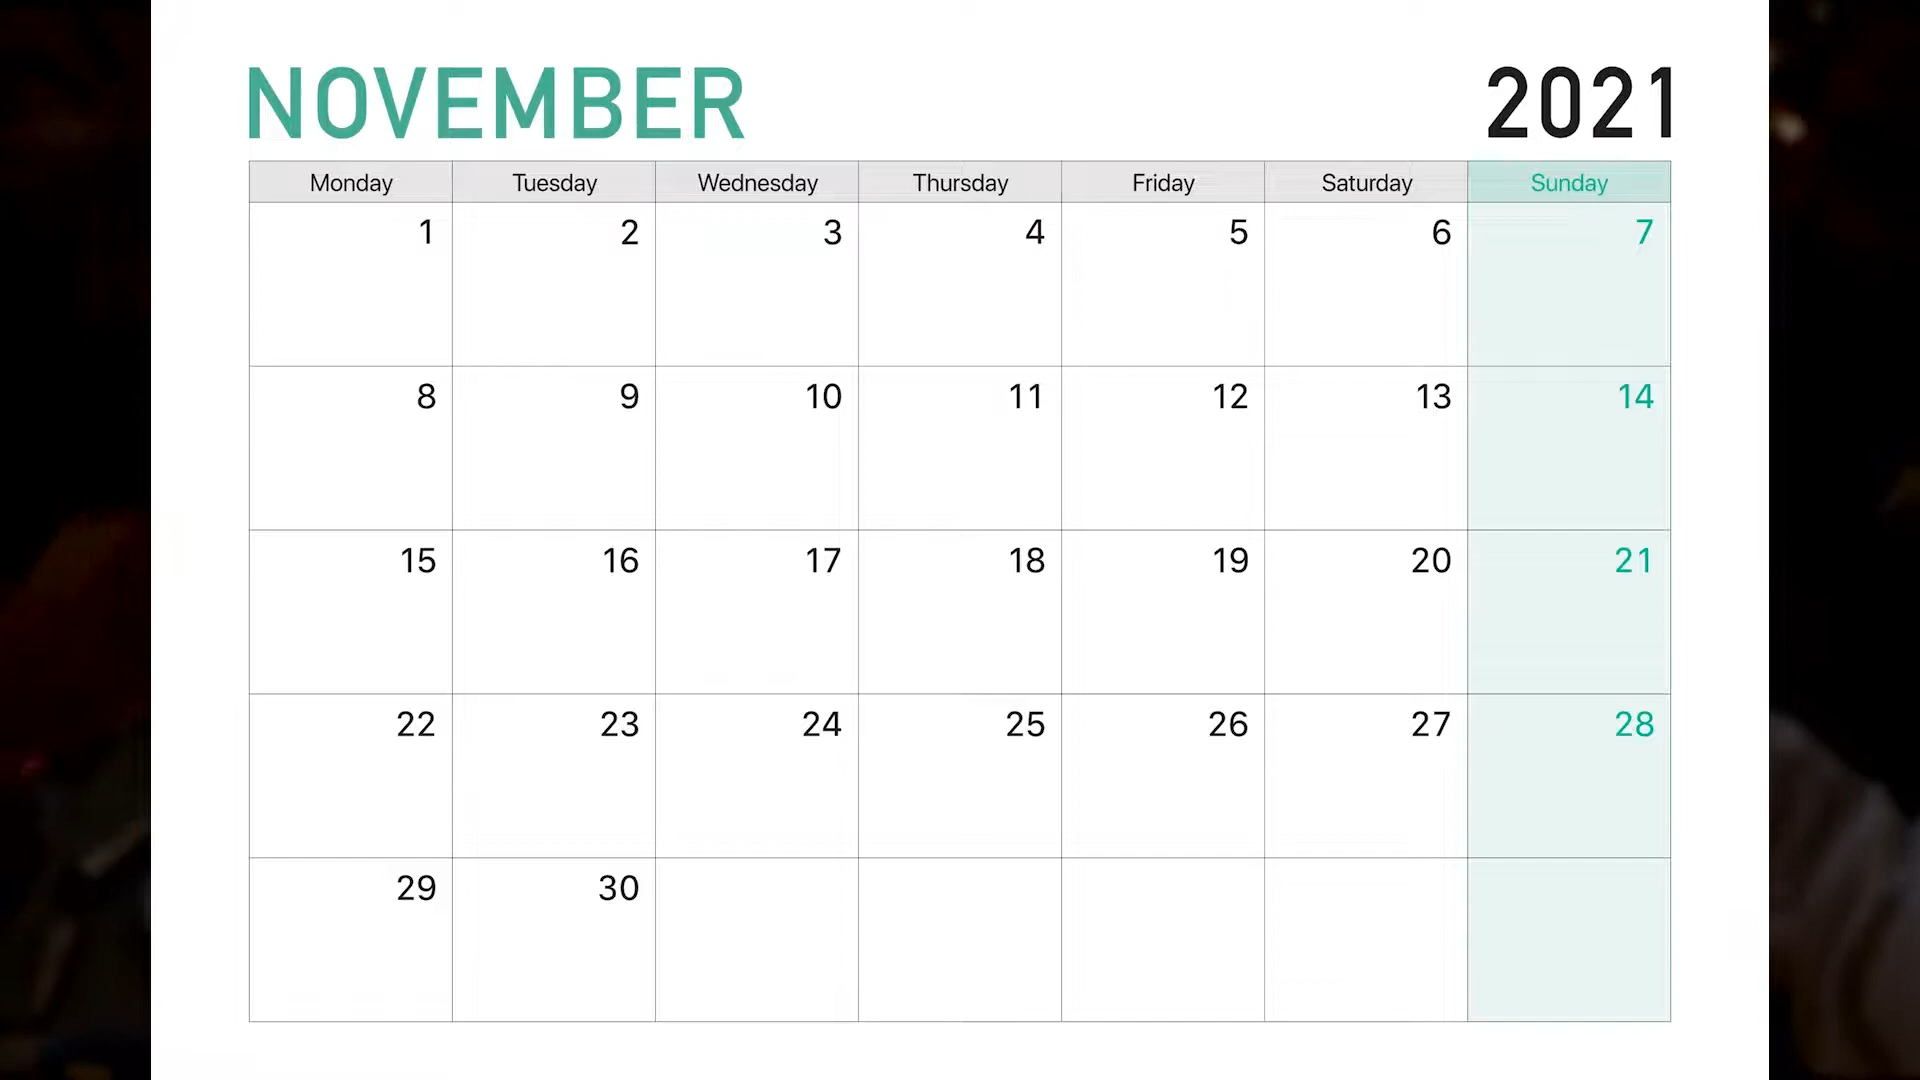 NOVEMBER 2021
Monday Tuesday Wednesday Thursday Friday Saturday Sunday
1 2 3 4 5 6 7
8 9 10 11 12 13 14
15 16 17 18 19 20 21
22 23 24 25 26 27 28
29 30